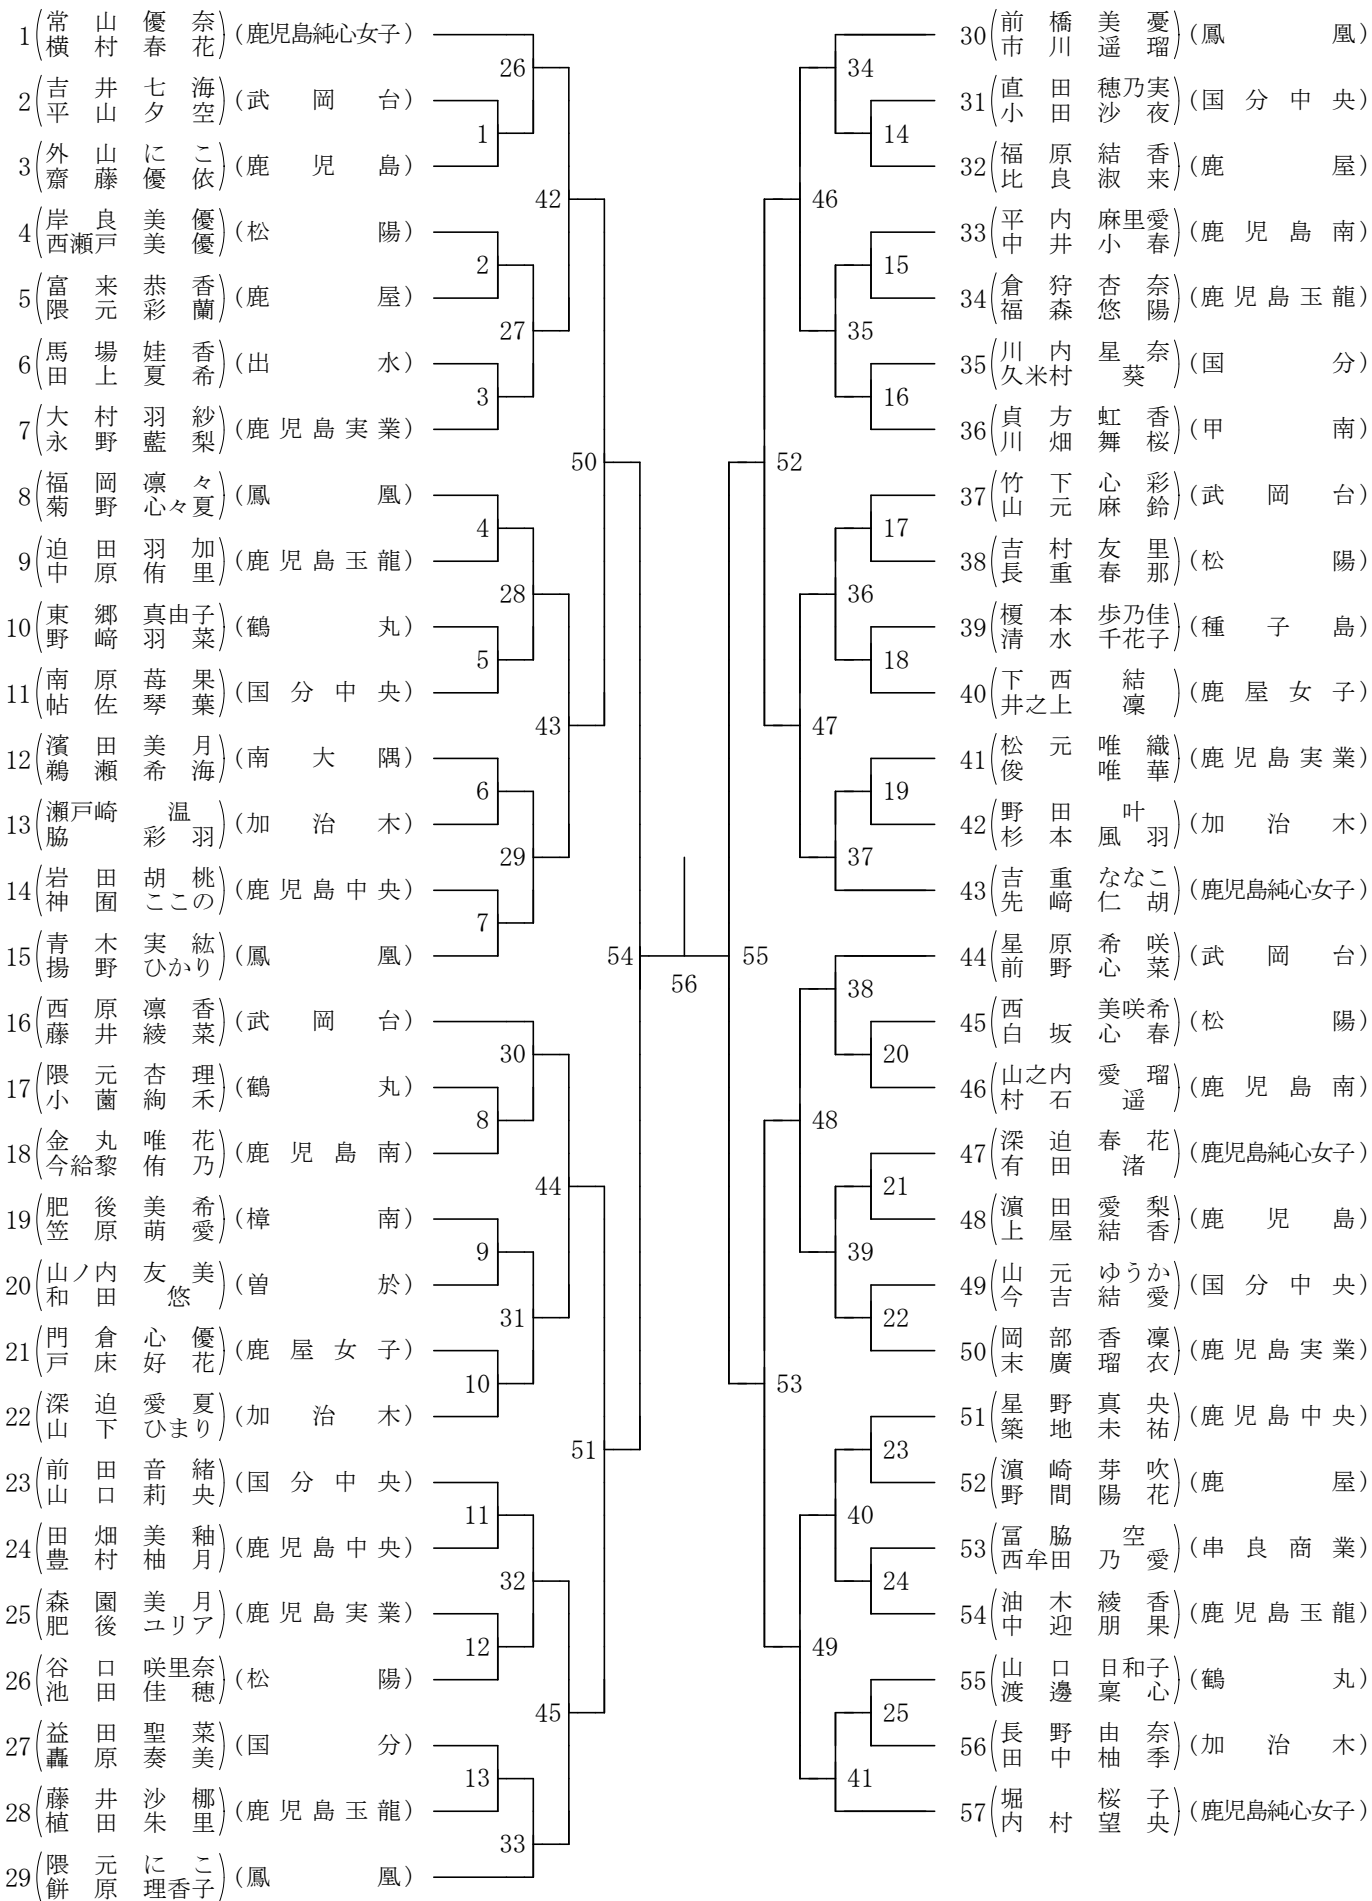 1 常山優奈 横村春花 (鹿児島純心女子)
2 吉井七海 平山夕空 (武岡台)
3 外山にこ 齋藤優依 (鹿児島)
4 岸良美優 西瀬戸美優 (松陽)
5 富来恭香 隈元彩蘭 (鹿屋)
6 馬場娃香 田上夏希 (出水)
7 大村羽紗 永野藍梨 (鹿児島実業)
8 福岡凛々 菊野心々夏 (鳳凰)
9 迫田羽加 中原侑里 (鹿児島玉龍)
10 東郷真由子 野﨑羽菜 (鶴丸)
11 南原苺果 帖佐琴葉 (国分中央)
12 濱田美月 鵜瀬希海 (南大隅)
13 瀬戸崎温 脇彩羽 (加治木)
14 岩田胡桃 神囿ここの (鹿児島中央)
15 青木実紘 揚野ひかり (鳳凰)
16 西原凛香 藤井綾菜 (武岡台)
17 隈元杏理 小薗絢禾 (鶴丸)
18 金丸唯花 今給黎侑乃 (鹿児島南)
19 肥後美希 笠原萌愛 (樟南)
20 山ノ内友美 和田悠 (曽於)
21 門倉心優 戸床好花 (鹿屋女子)
22 深迫愛夏 山下ひまり (加治木)
23 前田音緒 山口莉央 (国分中央)
24 田畑美釉 豊村柚月 (鹿児島中央)
25 森園美月 肥後ユリア (鹿児島実業)
26 谷口咲里奈 池田佳穂 (松陽)
27 益田聖菜 轟原奏美 (国分)
28 藤井沙梛 植田朱里 (鹿児島玉龍)
29 隈元にこ 餅原理香子 (鳳凰)
26
1
42
2
27
3
50
4
28
5
43
6
29
7
54
30
8
44
9
31
10
51
11
32
12
45
13
33
56
55
34
14
46
15
35
16
52
17
36
18
47
19
37
38
20
48
21
39
22
53
23
40
24
49
25
41
30 前橋美憂 市川遥瑠 (鳳凰)
31 直田穂乃実 小田沙夜 (国分中央)
32 福原結香 比良淑来 (鹿屋)
33 平内麻里愛 中井小春 (鹿児島南)
34 倉狩杏奈 福森悠陽 (鹿児島玉龍)
35 川内星奈 久米村葵 (国分)
36 貞方虹香 川畑舞桜 (甲南)
37 竹下心彩 山元麻鈴 (武岡台)
38 吉村友里 長重春那 (松陽)
39 榎本歩乃佳 清水千花子 (種子島)
40 下西結 井之上凜 (鹿屋女子)
41 松元唯織 俊唯華 (鹿児島実業)
42 野田叶 杉本風羽 (加治木)
43 吉重ななこ 先﨑仁胡 (鹿児島純心女子)
44 星原希咲 前野心菜 (武岡台)
45 西美咲希 白坂心春 (松陽)
46 山之内愛瑠 村石遥 (鹿児島南)
47 深迫春花 有田渚 (鹿児島純心女子)
48 濵田愛梨 上屋結香 (鹿児島)
49 山元ゆうか 今吉結愛 (国分中央)
50 岡部香凜 末廣瑠衣 (鹿児島実業)
51 星野真央 築地未祐 (鹿児島中央)
52 濵崎芽吹 野間陽花 (鹿屋)
53 冨脇空 西牟田乃愛 (串良商業)
54 油木綾香 中迎朋果 (鹿児島玉龍)
55 山口日和子 渡邊稟心 (鶴丸)
56 長野由奈 田中柚季 (加治木)
57 堀桜子 内村望央 (鹿児島純心女子)